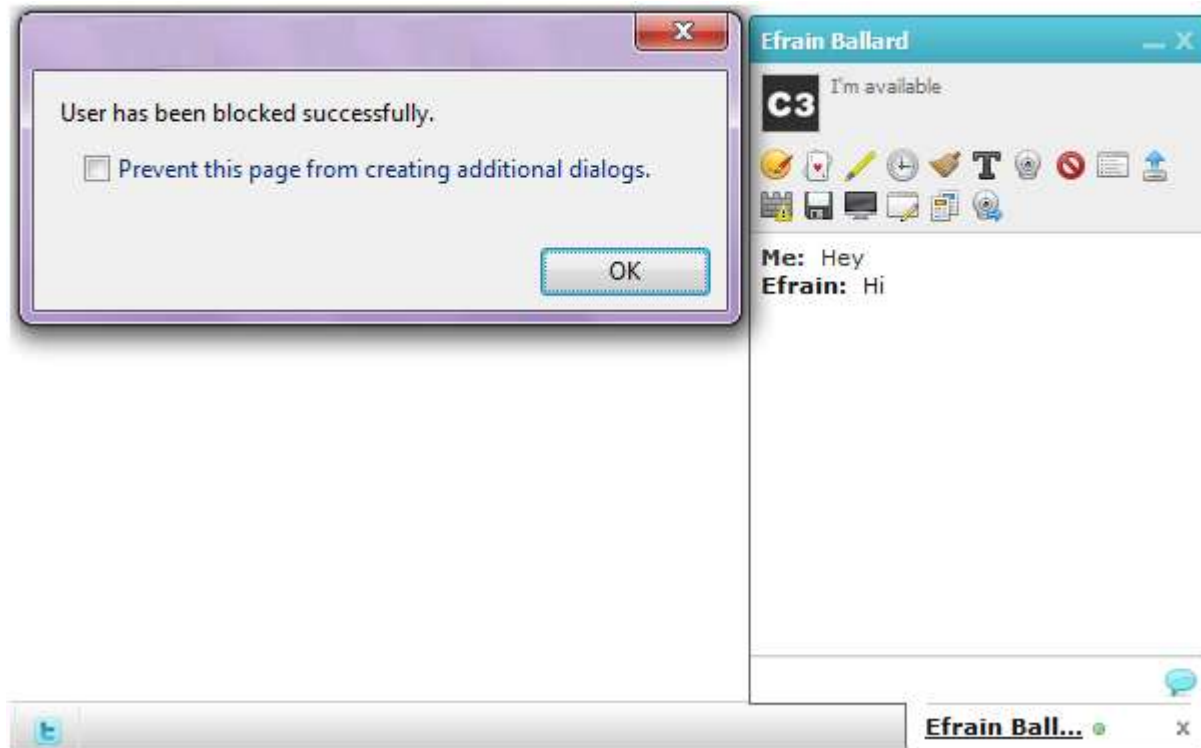 User has been blocked successfully.
Prevent this page from creating additional dialogs.
OK
Efrain Ballard
C3
I'm available
T
Me: Hey
Efrain: Hi
t
Efrain Ball...
x